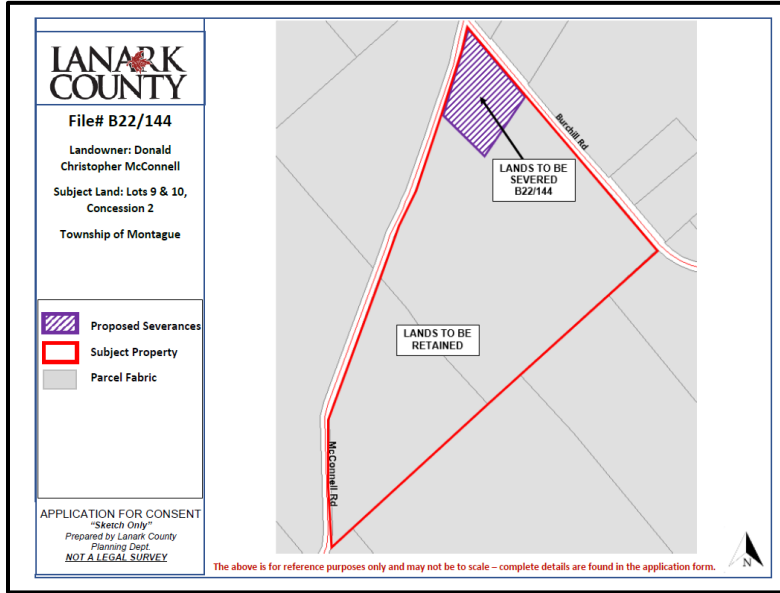 LANARK
COUNTY
File# B22/144
Landowner: Donald
Christopher McConnell
Subject Land: Lots 9 & 10,
Concession 2
Township of Montague
Proposed Severances
Subject Property
Parcel Fabric
APPLICATION FOR CONSENT
"Sketch Only"
Prepared by Lanark County
Planning Dept.
NOT A LEGAL SURVEY
Burchill Rd
LANDS TO BE
SEVERED
B22/144
LANDS TO BE
RETAINED
McConnell Rd
N
The above is for reference purposes only and may not be to scale – complete details are found in the application form.